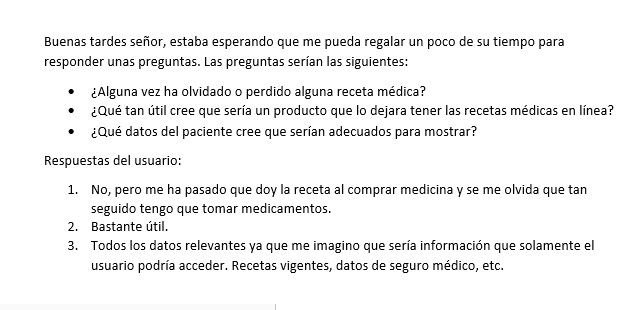 Buenas tardes señor, estaba esperando que me pueda regalar un poco de su tiempo para
responder unas preguntas. Las preguntas serían las siguientes:
• ¿Alguna vez ha olvidado o perdido alguna receta médica?
• ¿Qué tan útil cree que sería un producto que lo dejara tener las recetas médicas en línea?
• ¿Qué datos del paciente cree que serían adecuados para mostrar?
Respuestas del usuario:
1. No, pero me ha pasado que doy la receta al comprar medicina y se me olvida que tan
seguido tengo que tomar medicamentos.
2. Bastante útil.
3. Todos los datos relevantes ya que me imagino que sería información que solamente el
usuario podría acceder. Recetas vigentes, datos de seguro médico, etc.